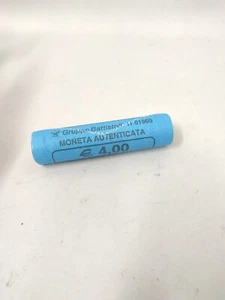 Gruppo
MONETA AUTENTICATA
€ 4,00